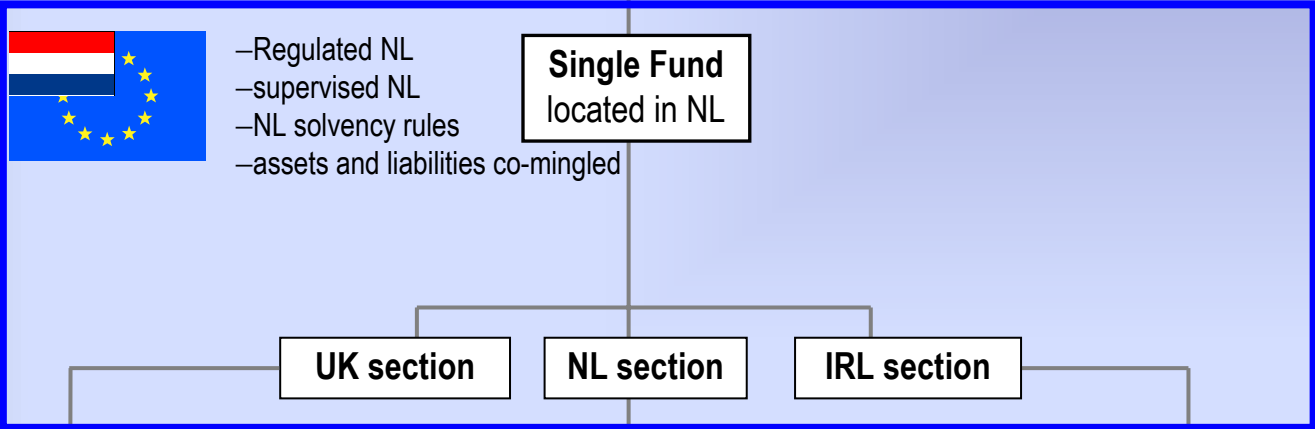 –Regulated NL
–supervised NL
–NL solvency rules
–assets and liabilities co-mingled
Single Fund
located in NL
UK section
NL section
IRL section